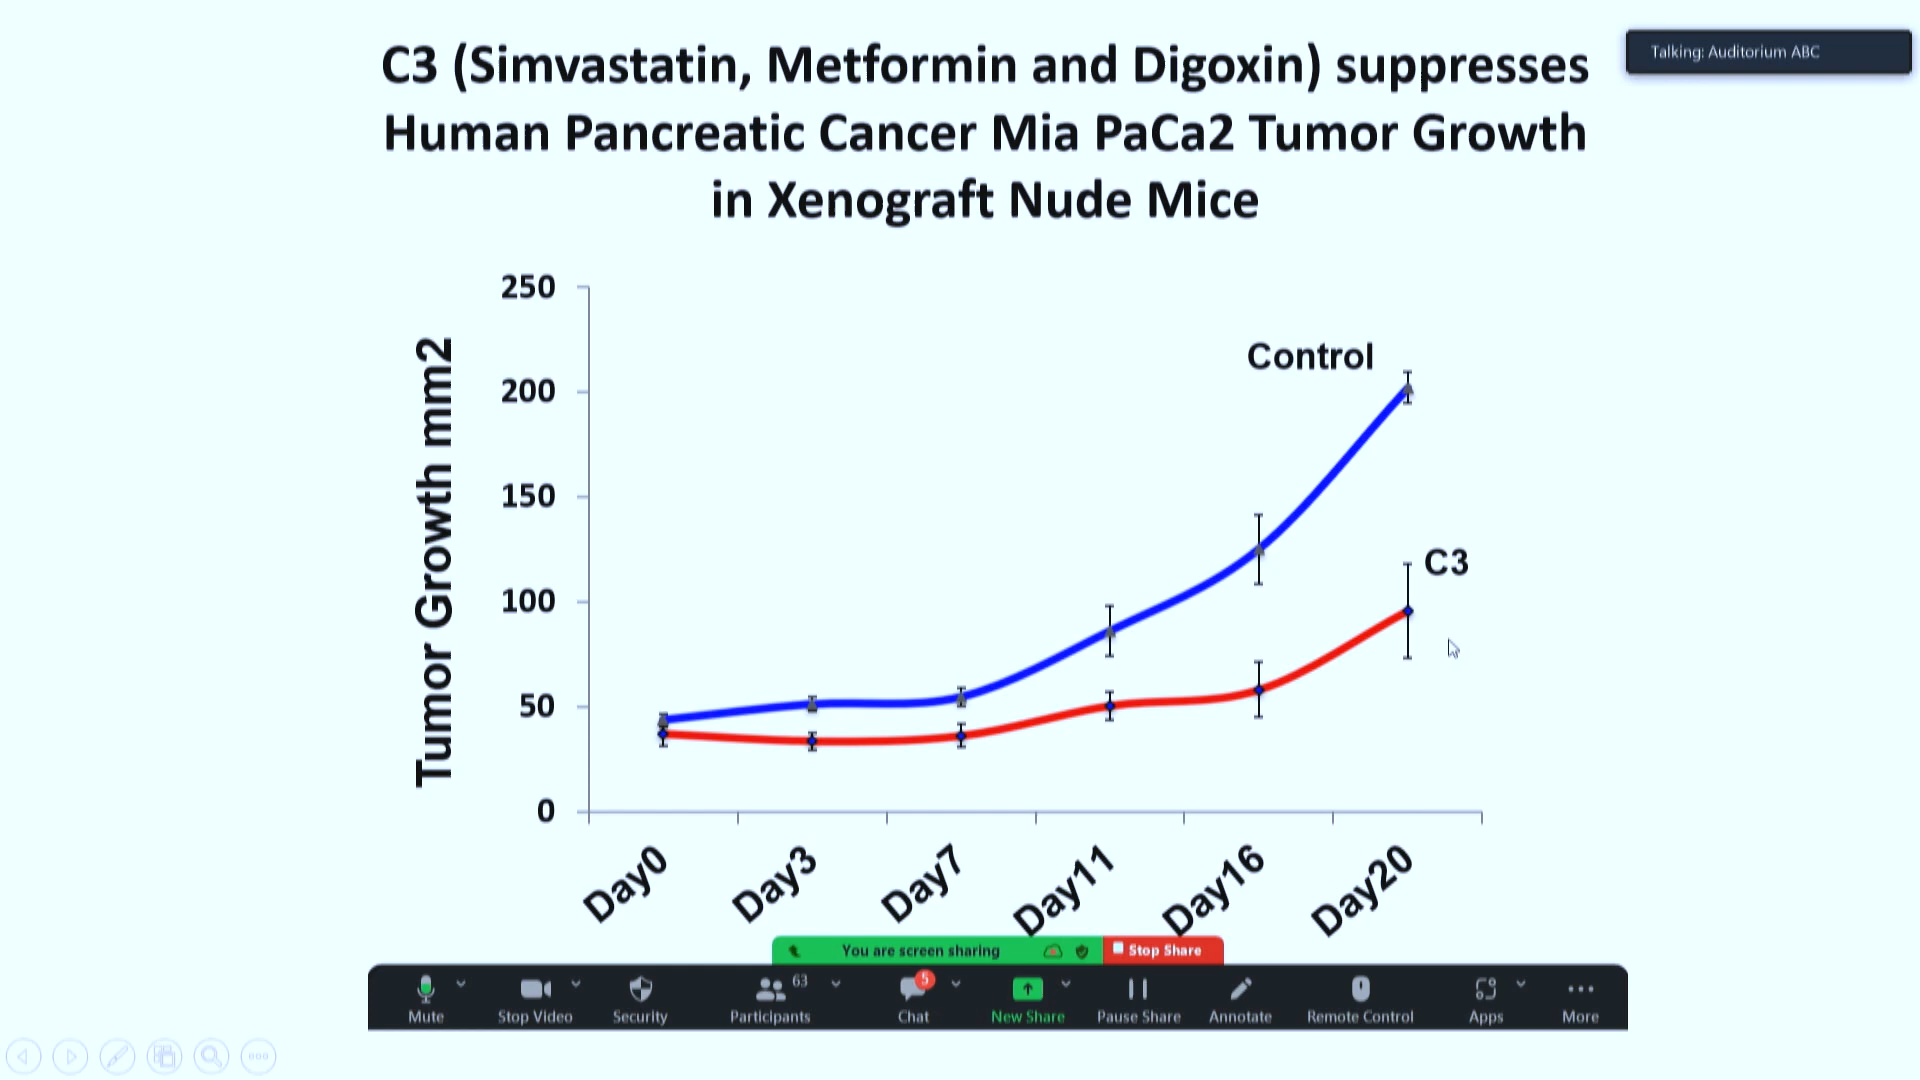 C3 (Simvastatin, Metformin and Digoxin) suppresses
Human Pancreatic Cancer Mia PaCa2 Tumor Growth
in Xenograft Nude Mice
Talking: Auditorium ABC
Tumor Growth mm2
250
200
150
100
50
0
Control
C3
Day0
Day3
Day7
Day11
Day16
Day20
You are screen sharing
Stop Share
Mute
Stop Video
Security
Participants
63
Chat
5
New Share
Pause Share
Annotate
Remote Control
Apps
More